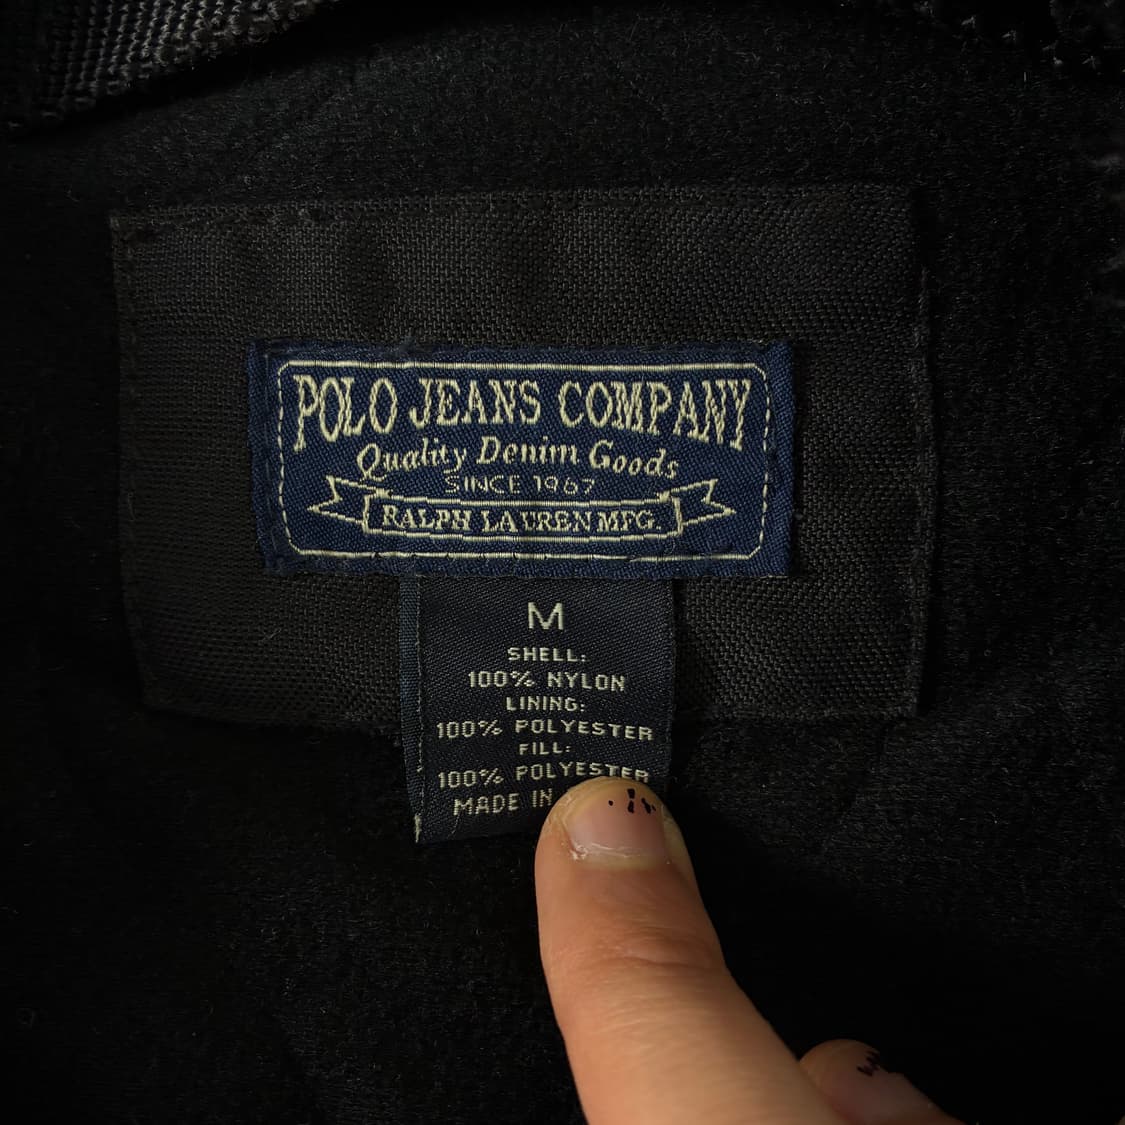 POLO JEANS COMPANY
Quality Denim Goods
SINCE 1967
RALPH LAUREN MFG.
M
SHELL:
100% NYLON
LINING:
100% POLYESTER
FILL:
100% POLYESTER
MADE IN